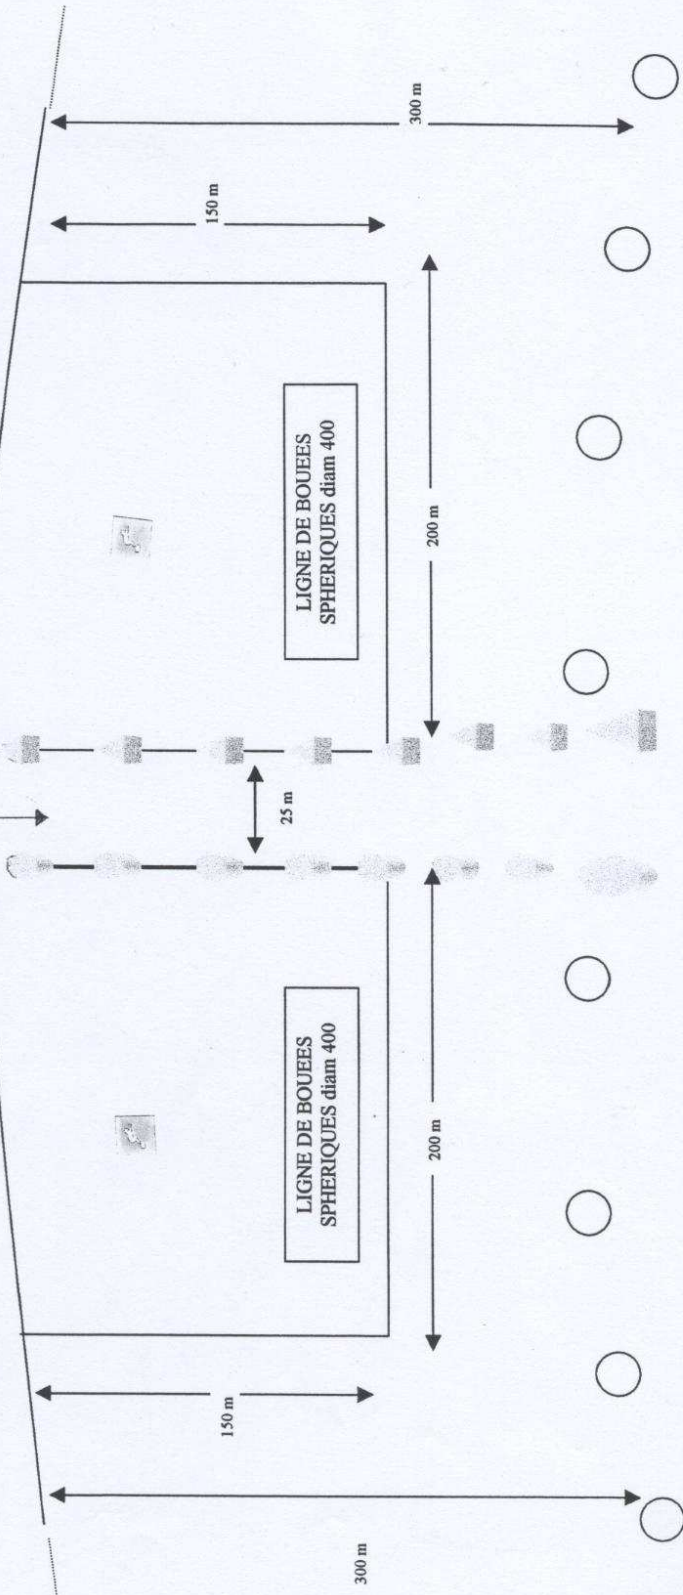 300 m
150 m
LIGNE DE BOUEES
SPHERIQUES diam 400
200 m
25 m
LIGNE DE BOUEES
SPHERIQUES diam 400
200 m
150 m
300 m